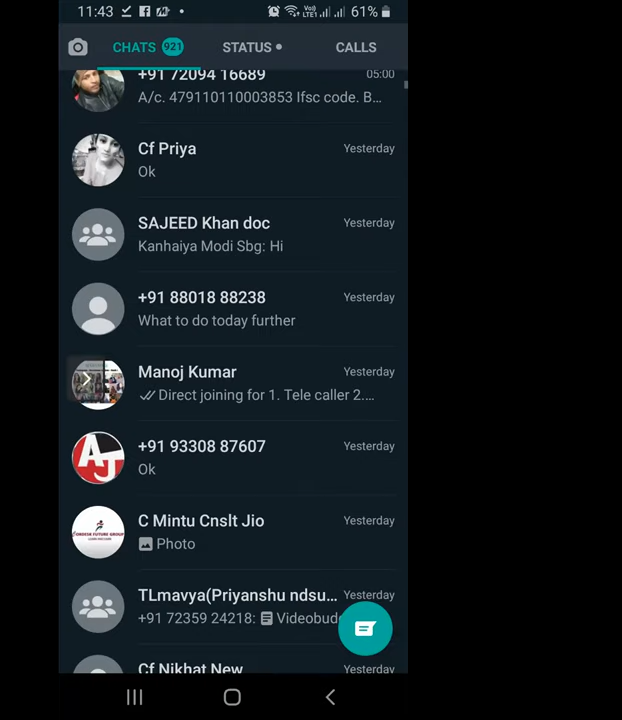 11:43
61%
CHATS 921 STATUS CALLS
+91 72094 16689 05:00
A/c. 479110110003853 Ifsc code. B...
Cf Priya Yesterday
Ok
SAJEED Khan doc Yesterday
Kanhaiya Modi Sbg: Hi
+91 88018 88238 Yesterday
What to do today further
Manoj Kumar Yesterday
Direct joining for 1. Tele caller 2....
+91 93308 87607 Yesterday
Ok
C Mintu Cnslt Jio Yesterday
Photo
TLmavya(Priyanshu ndsu... Yesterday
+91 72359 24218: Videobud
Cf Nikhat New Yesterday